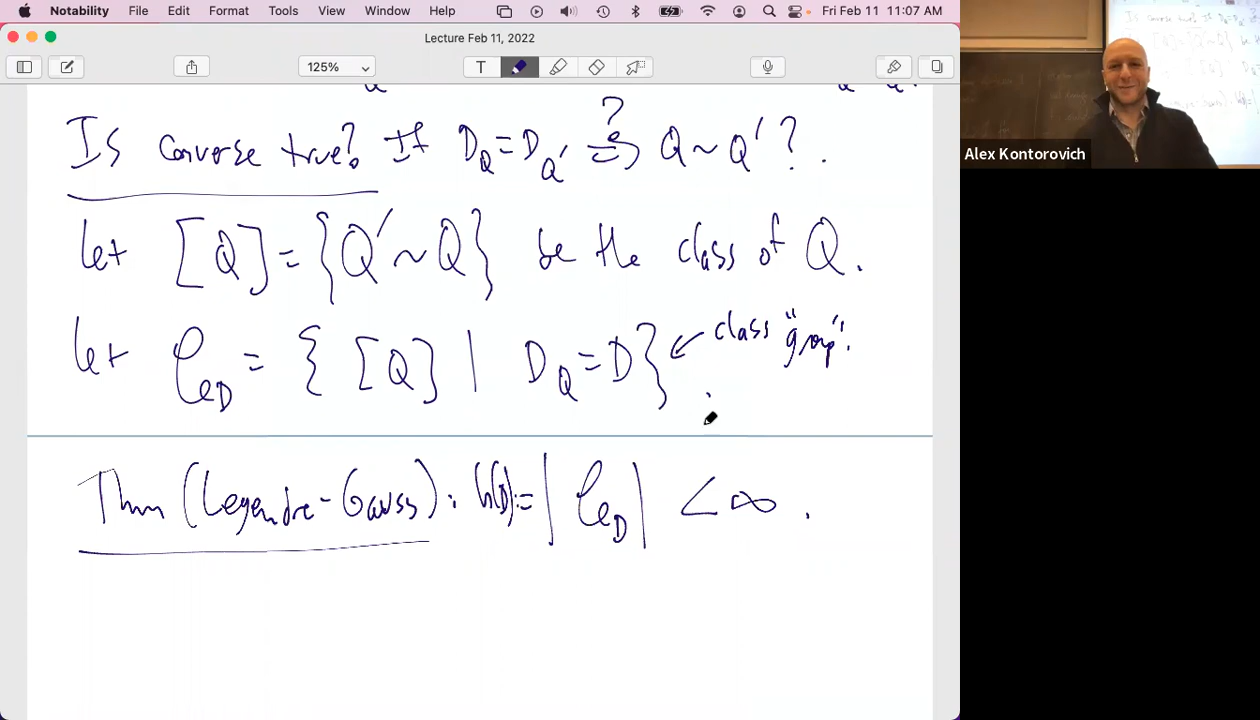 Notability File Edit Format Tools View Window Help Fri Feb 11 11:07 AM
Lecture Feb 11, 2022
125% T
Is converse true? If D_Q = D_Q' ?⇒ Q ~ Q'?.
Let [Q] = {Q' ~ Q} be the class of Q.
Let 𝒞_D = { [Q] | D_Q = D } ← class "group".
Thm (Legendre-Gauss): h(D) := | 𝒞_D | < ∞ .
Alex Kontorovich